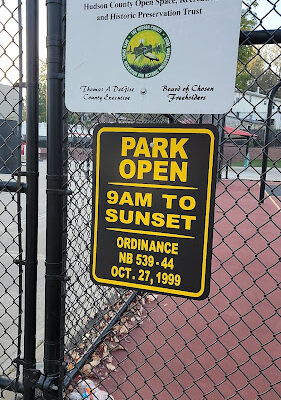 Hudson County Open Space, Recreation
and Historic Preservation Trust
Thomas A DeGise
County Executive
Board of Chosen
Freeholders
PARK
OPEN
9AM TO
SUNSET
ORDINANCE
NB 539-44
OCT. 27, 1999